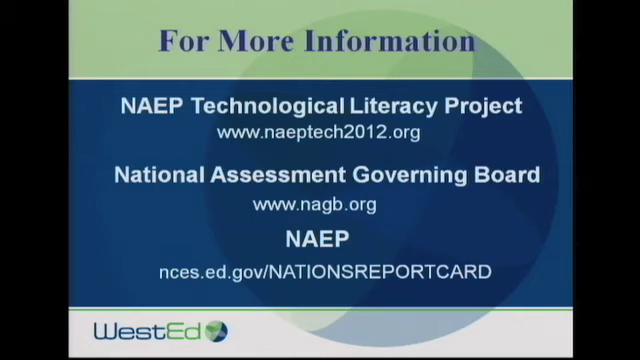 For More Information
NAEP Technological Literacy Project
www.naeptech2012.org
National Assessment Governing Board
www.nagb.org
NAEP
nces.ed.gov/NATIONSREPORTCARD
WestEd